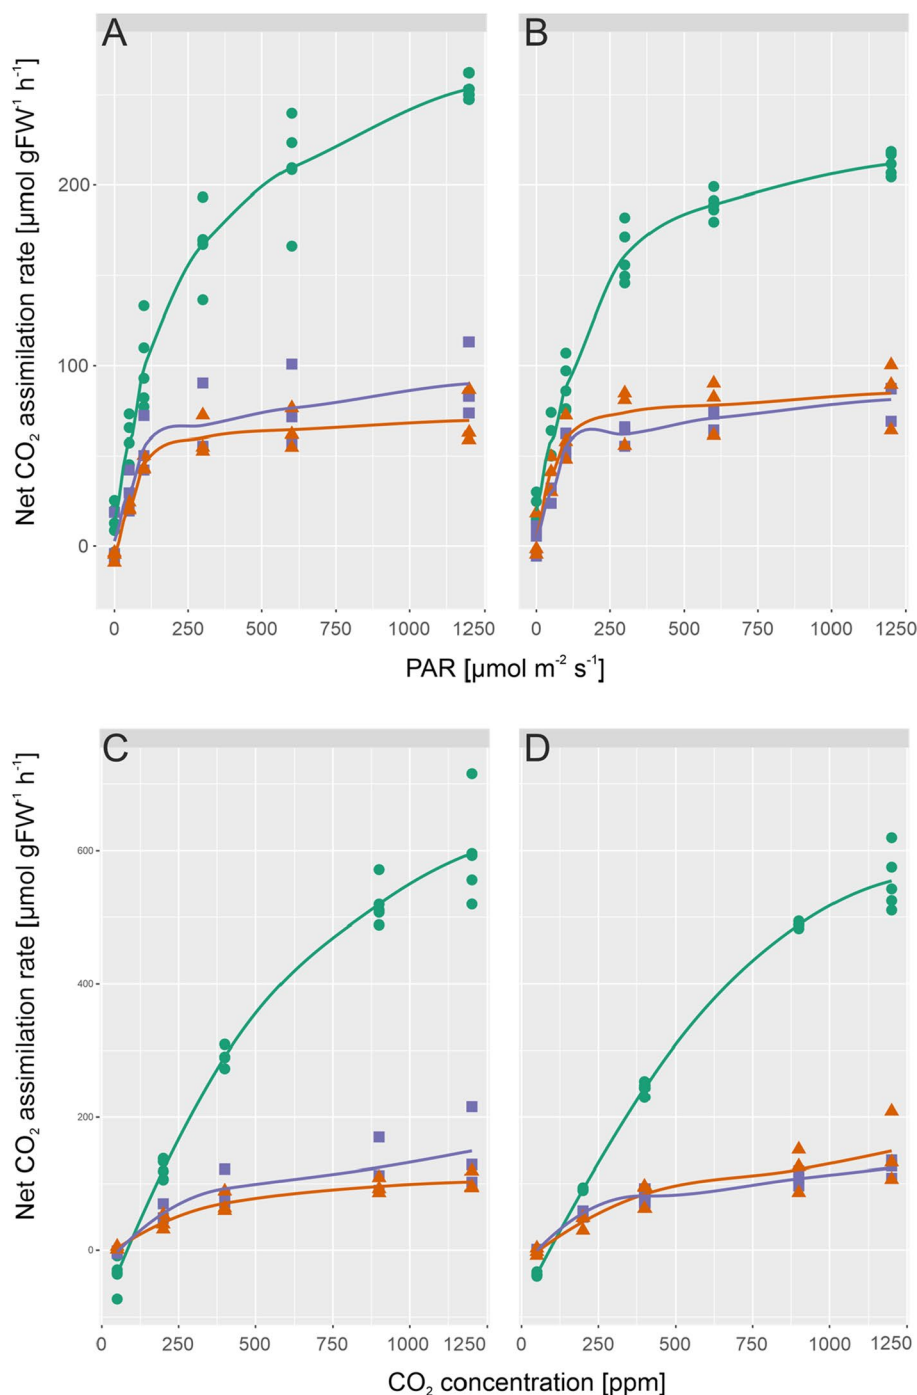 A
B
Net CO₂ assimilation rate [µmol gFW⁻¹ h⁻¹]
200
100
0
0 250 500 750 1000 1250
0 250 500 750 1000 1250
PAR [µmol m⁻² s⁻¹]
C
D
Net CO₂ assimilation rate [µmol gFW⁻¹ h⁻¹]
600
400
200
0
0 250 500 750 1000 1250
0 250 500 750 1000 1250
CO₂ concentration [ppm]